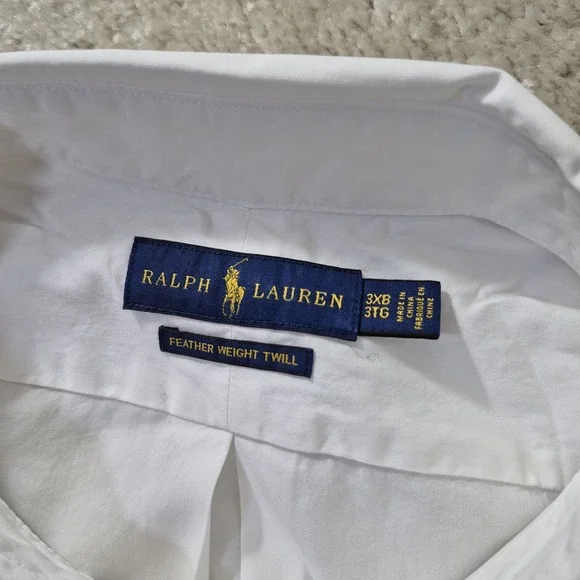 RALPH LAUREN
3XB
3TG
MADE IN
CHINA
FABRIQUÉ EN
CHINE
FEATHER WEIGHT TWILL